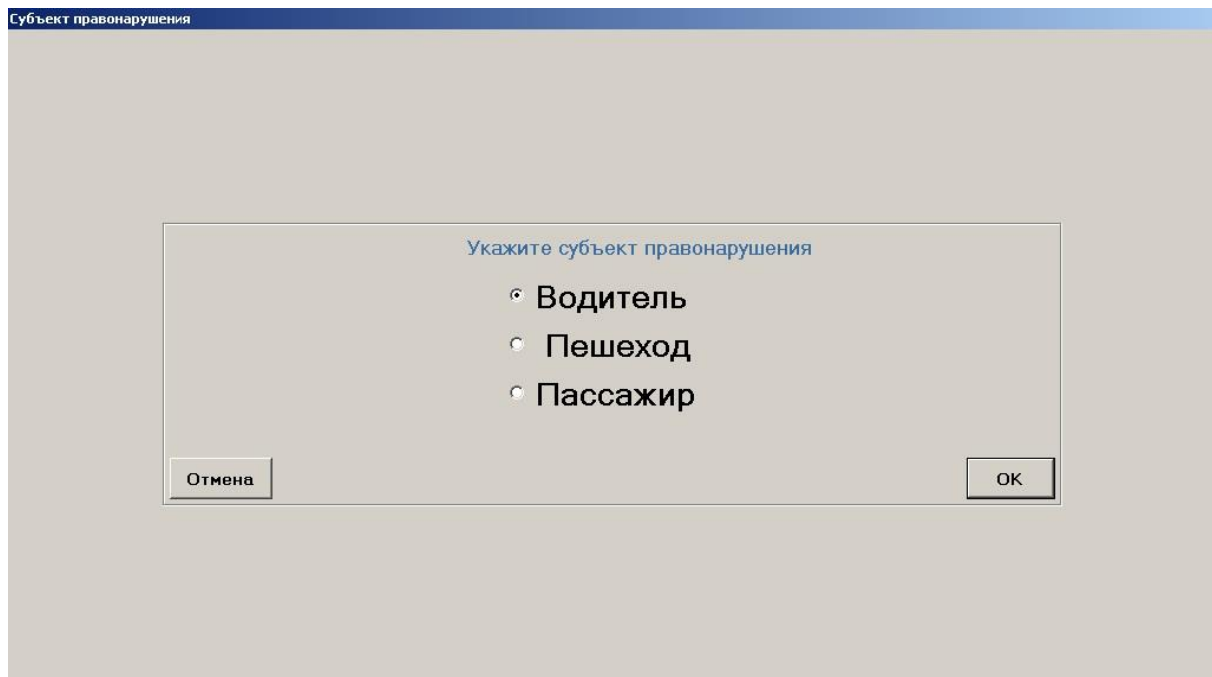 Субъект правонарушения
Укажите субъект правонарушения
Водитель
Пешеход
Пассажир
Отмена
OK